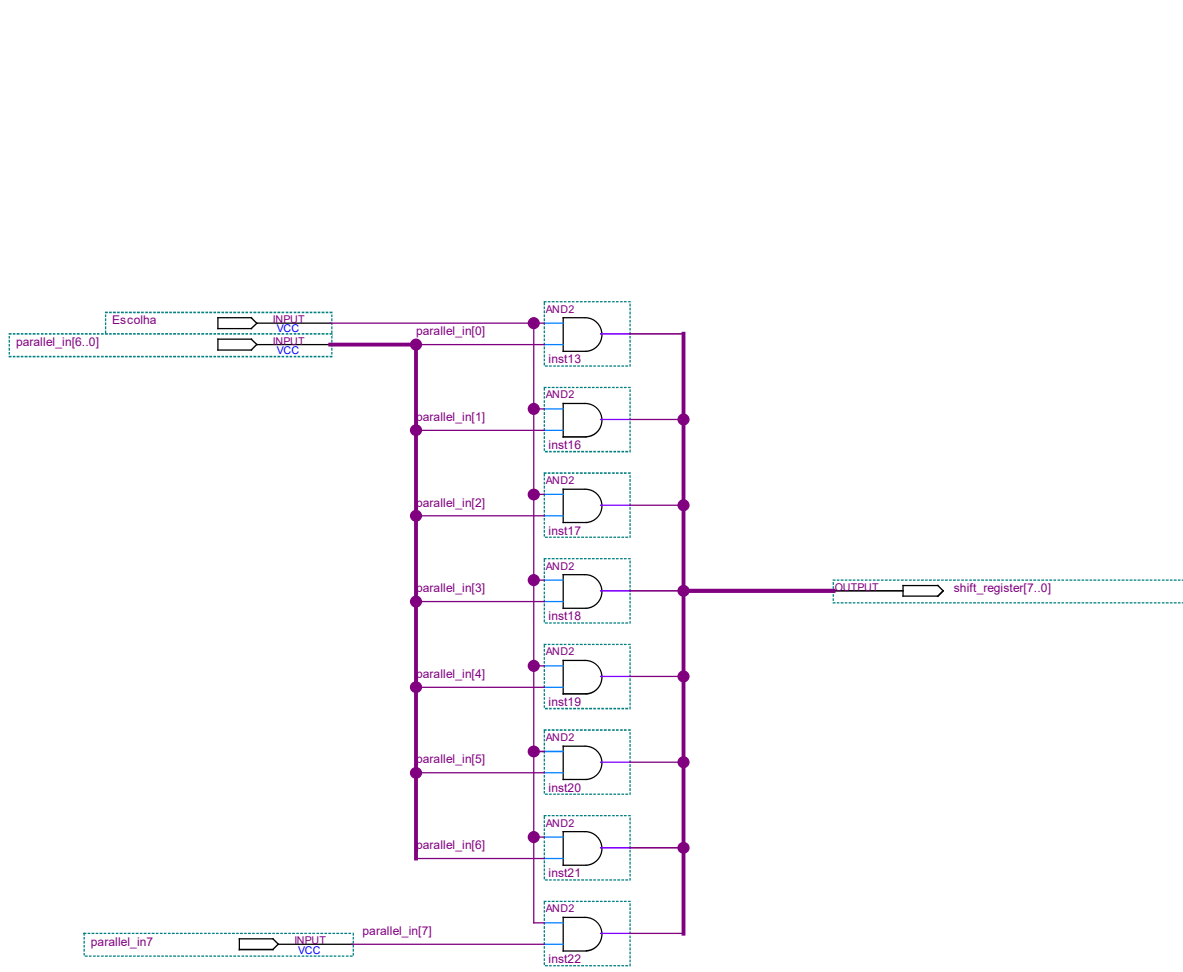 AND2
Escolha
INPUT
VCC
parallel_in[0]
parallel_in[6..0]
INPUT
VCC
inst13
AND2
parallel_in[1]
inst16
AND2
parallel_in[2]
inst17
AND2
parallel_in[3]
OUTPUT
shift_register[7..0]
inst18
AND2
parallel_in[4]
inst19
AND2
parallel_in[5]
inst20
AND2
parallel_in[6]
inst21
AND2
parallel_in[7]
parallel_in7
INPUT
VCC
inst22